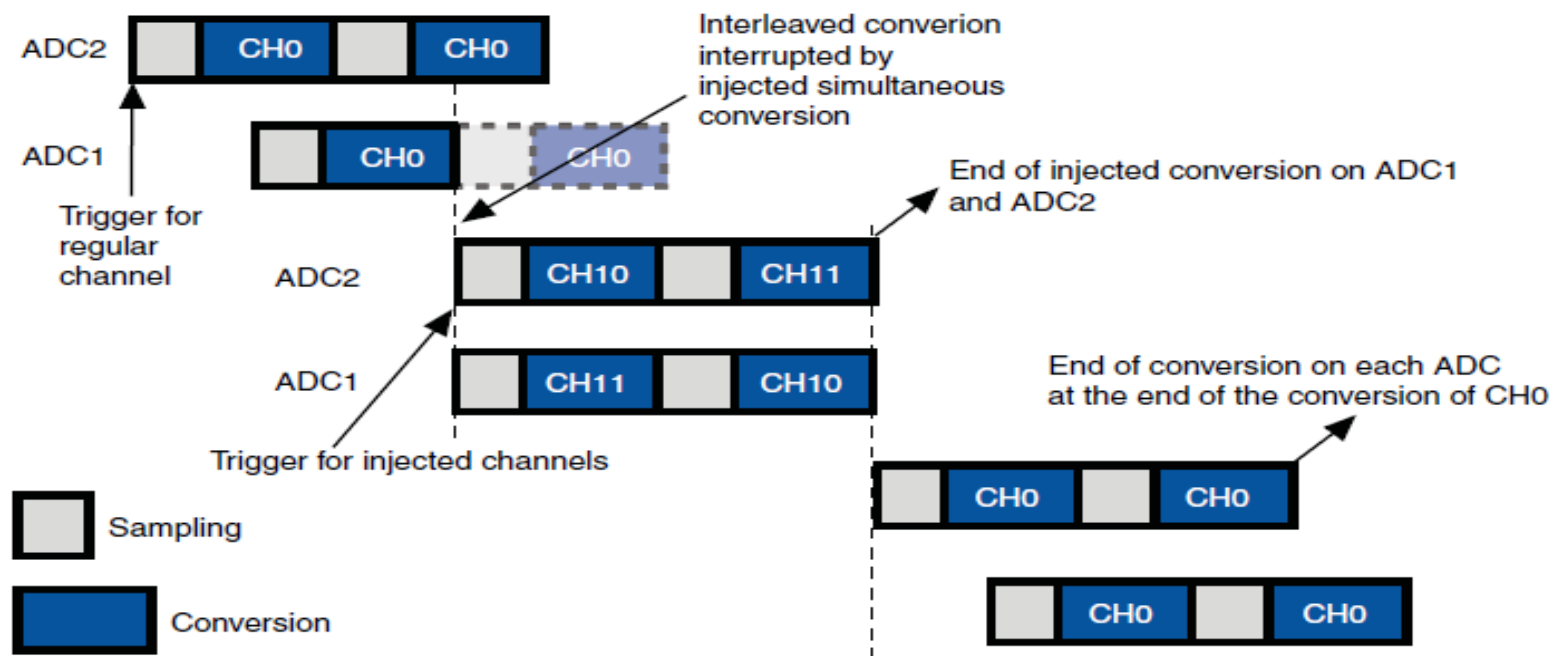 ADC2
CH0
CH0
Interleaved converion
interrupted by
injected simultaneous
conversion
ADC1
CH0
CH0
Trigger for
regular
channel
End of injected conversion on ADC1
and ADC2
ADC2
CH10
CH11
ADC1
CH11
CH10
Trigger for injected channels
End of conversion on each ADC
at the end of the conversion of CH0
CH0
CH0
Sampling
CH0
CH0
Conversion